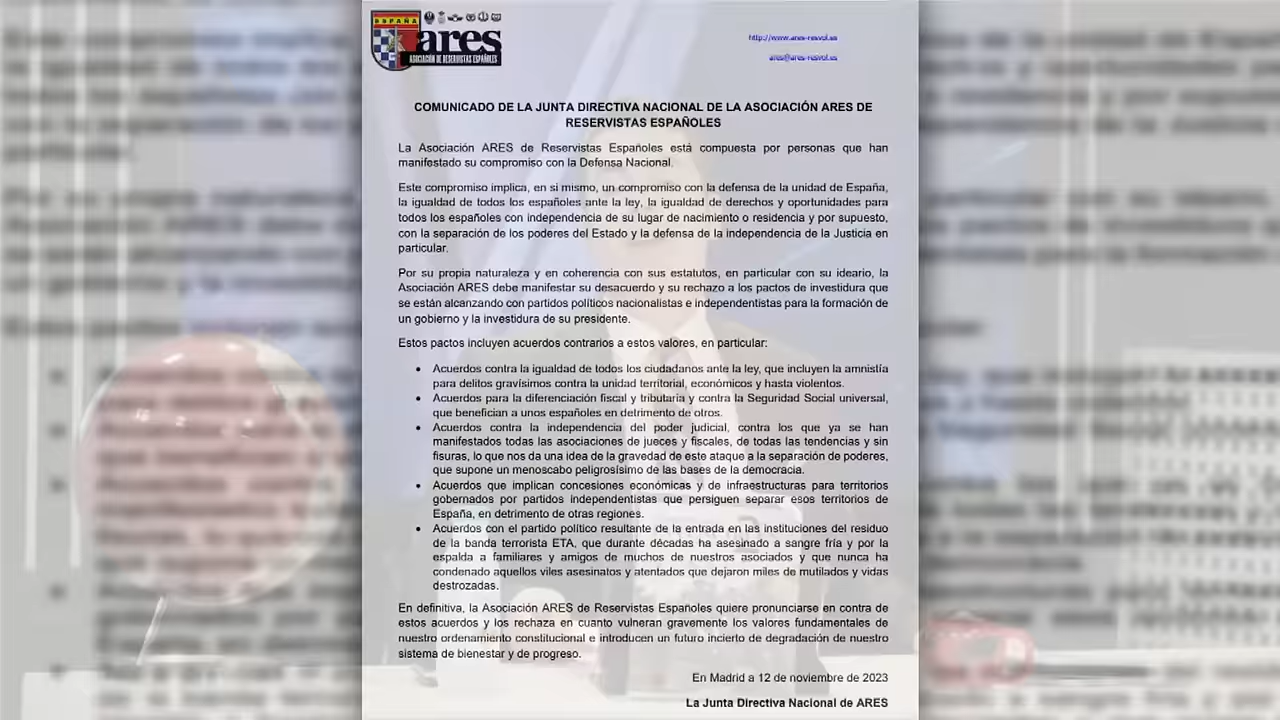 ESPAÑA
ares
ASOCIACIÓN DE RESERVISTAS ESPAÑOLES
http://www.ares-resvol.es
ares@ares-resvol.es
COMUNICADO DE LA JUNTA DIRECTIVA NACIONAL DE LA ASOCIACIÓN ARES DE
RESERVISTAS ESPAÑOLES
La Asociación ARES de Reservistas Españoles está compuesta por personas que han
manifestado su compromiso con la Defensa Nacional.
Este compromiso implica, en si mismo, un compromiso con la defensa de la unidad de España,
la igualdad de todos los españoles ante la ley, la igualdad de derechos y oportunidades para
todos los españoles con independencia de su lugar de nacimiento o residencia y por supuesto,
con la separación de los poderes del Estado y la defensa de la independencia de la Justicia en
particular.
Por su propia naturaleza y en coherencia con sus estatutos, en particular con su ideario, la
Asociación ARES debe manifestar su desacuerdo y su rechazo a los pactos de investidura que
se están alcanzando con partidos políticos nacionalistas e independentistas para la formación de
un gobierno y la investidura de su presidente.
Estos pactos incluyen acuerdos contrarios a estos valores, en particular:
• Acuerdos contra la igualdad de todos los ciudadanos ante la ley, que incluyen la amnistía
para delitos gravísimos contra la unidad territorial, económicos y hasta violentos.
• Acuerdos para la diferenciación fiscal y tributaria y contra la Seguridad Social universal,
que benefician a unos españoles en detrimento de otros.
• Acuerdos contra la independencia del poder judicial, contra los que ya se han
manifestados todas las asociaciones de jueces y fiscales, de todas las tendencias y sin
fisuras, lo que nos da una idea de la gravedad de este ataque a la separación de poderes,
que supone un menoscabo peligrosísimo de las bases de la democracia.
• Acuerdos que implican concesiones económicas y de infraestructuras para territorios
gobernados por partidos independentistas que persiguen separar esos territorios de
España, en detrimento de otras regiones.
• Acuerdos con el partido político resultante de la entrada en las instituciones del residuo
de la banda terrorista ETA, que durante décadas ha asesinado a sangre fría y por la
espalda a familiares y amigos de muchos de nuestros asociados y que nunca ha
condenado aquellos viles asesinatos y atentados que dejaron miles de mutilados y vidas
destrozadas.
En definitiva, la Asociación ARES de Reservistas Españoles quiere pronunciarse en contra de
estos acuerdos y los rechaza en cuanto vulneran gravemente los valores fundamentales de
nuestro ordenamiento constitucional e introducen un futuro incierto de degradación de nuestro
sistema de bienestar y de progreso.
En Madrid a 12 de noviembre de 2023
La Junta Directiva Nacional de ARES